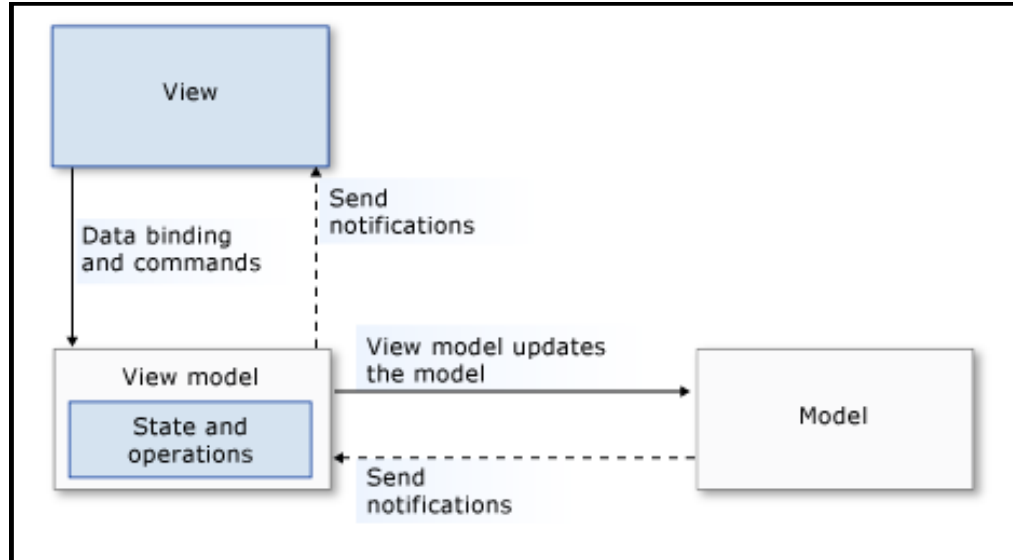 View
Send
notifications
Data binding
and commands
View model updates
the model
View model
State and
operations
Model
Send
notifications